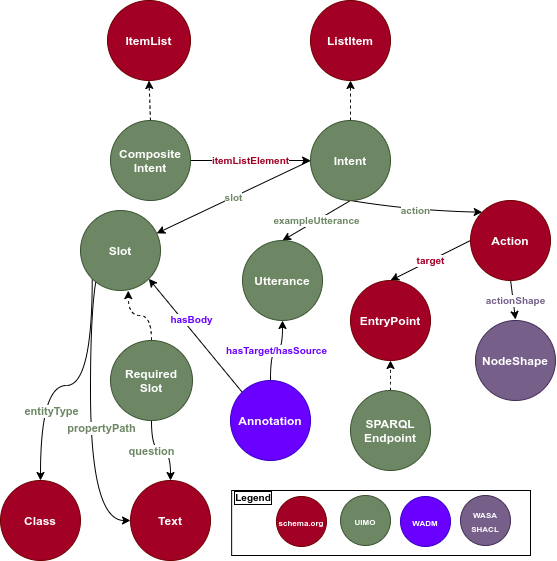 ItemList
ListItem
Composite
Intent
itemListElement
Intent
slot
exampleUtterance
action
Slot
Utterance
Action
target
actionShape
hasBody
EntryPoint
hasTarget/hasSource
NodeShape
Required
Slot
Annotation
SPARQL
Endpoint
entityType
propertyPath
question
Class
Text
Legend
schema.org
UIMO
WADM
WASA
SHACL